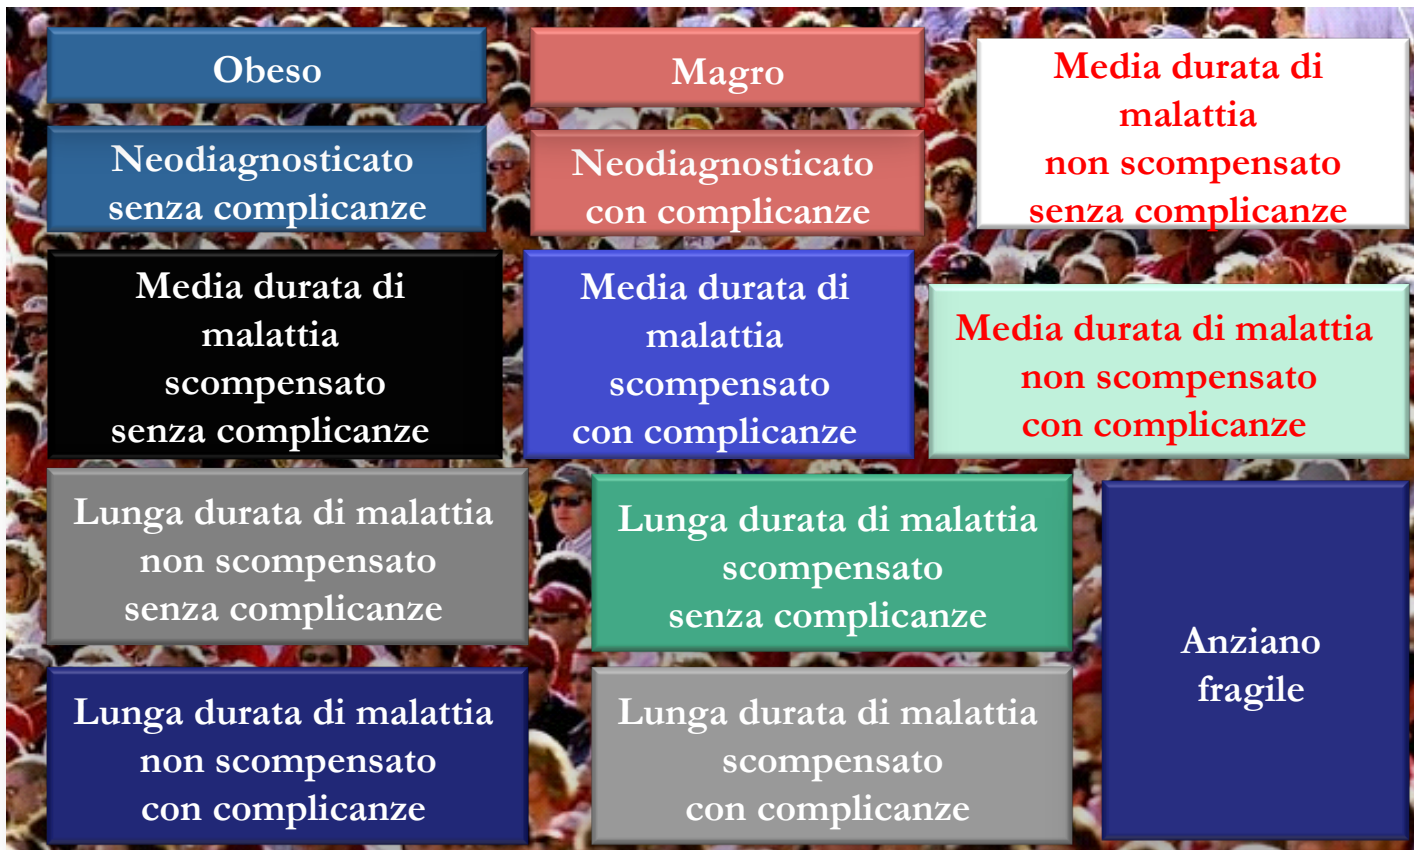 Obeso
Magro
Media durata di
malattia
non scompensato
senza complicanze
Neodiagnosticato
senza complicanze
Neodiagnosticato
con complicanze
Media durata di
malattia
scompensato
senza complicanze
Media durata di
malattia
scompensato
con complicanze
Media durata di malattia
non scompensato
con complicanze
Lunga durata di malattia
non scompensato
senza complicanze
Lunga durata di malattia
scompensato
senza complicanze
Anziano
fragile
Lunga durata di malattia
non scompensato
con complicanze
Lunga durata di malattia
scompensato
con complicanze